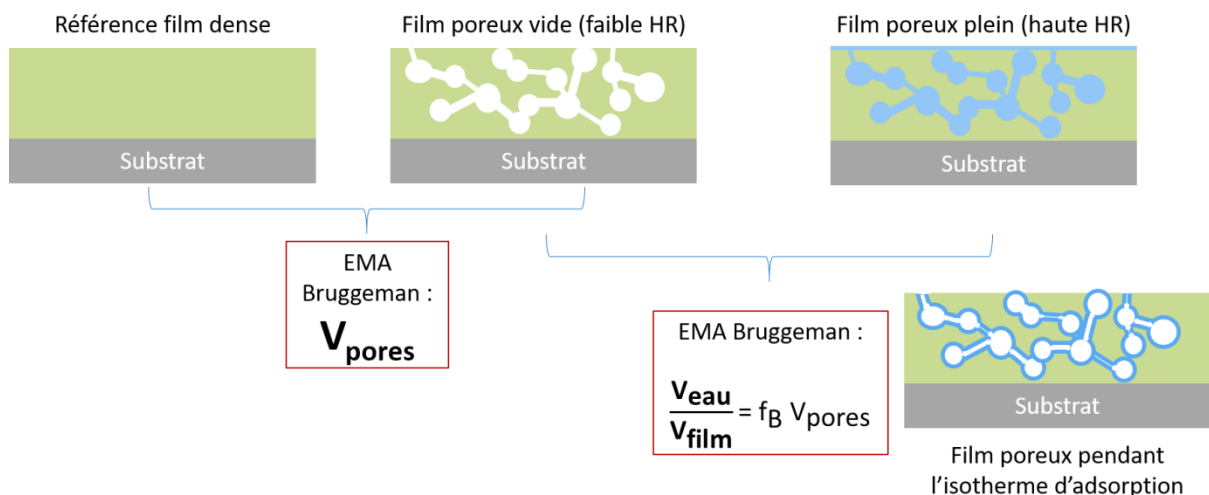 Référence film dense
Film poreux vide (faible HR)
Film poreux plein (haute HR)
Substrat
Substrat
Substrat
EMA
Bruggeman :
Vpores
EMA Bruggeman :
Veau
Vfilm
= fB Vpores
Substrat
Film poreux pendant
l'isotherme d'adsorption